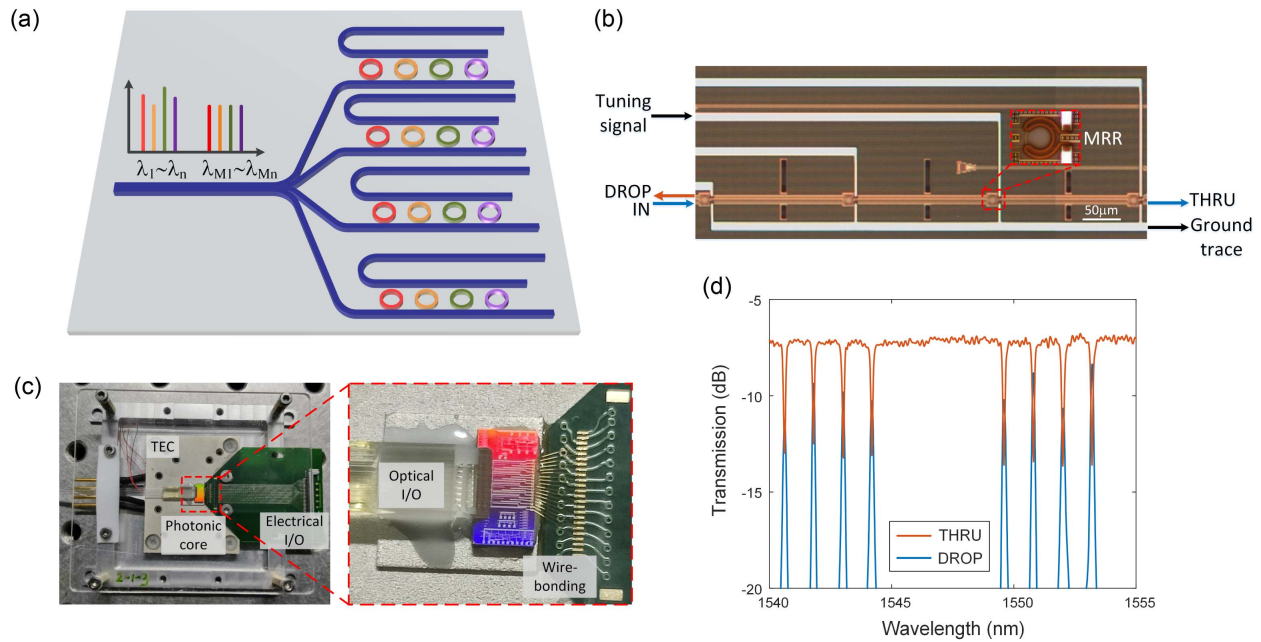 (a)
λ1~λn
λM1~λMn
(b)
Tuning
signal
MRR
DROP
IN
THRU
50μm
Ground
trace
(c)
TEC
Photonic
core
Electrical
I/O
Optical
I/O
Wire-
bonding
(d)
-5
-10
-15
-20
Transmission (dB)
THRU
DROP
1540
1545
1550
1555
Wavelength (nm)